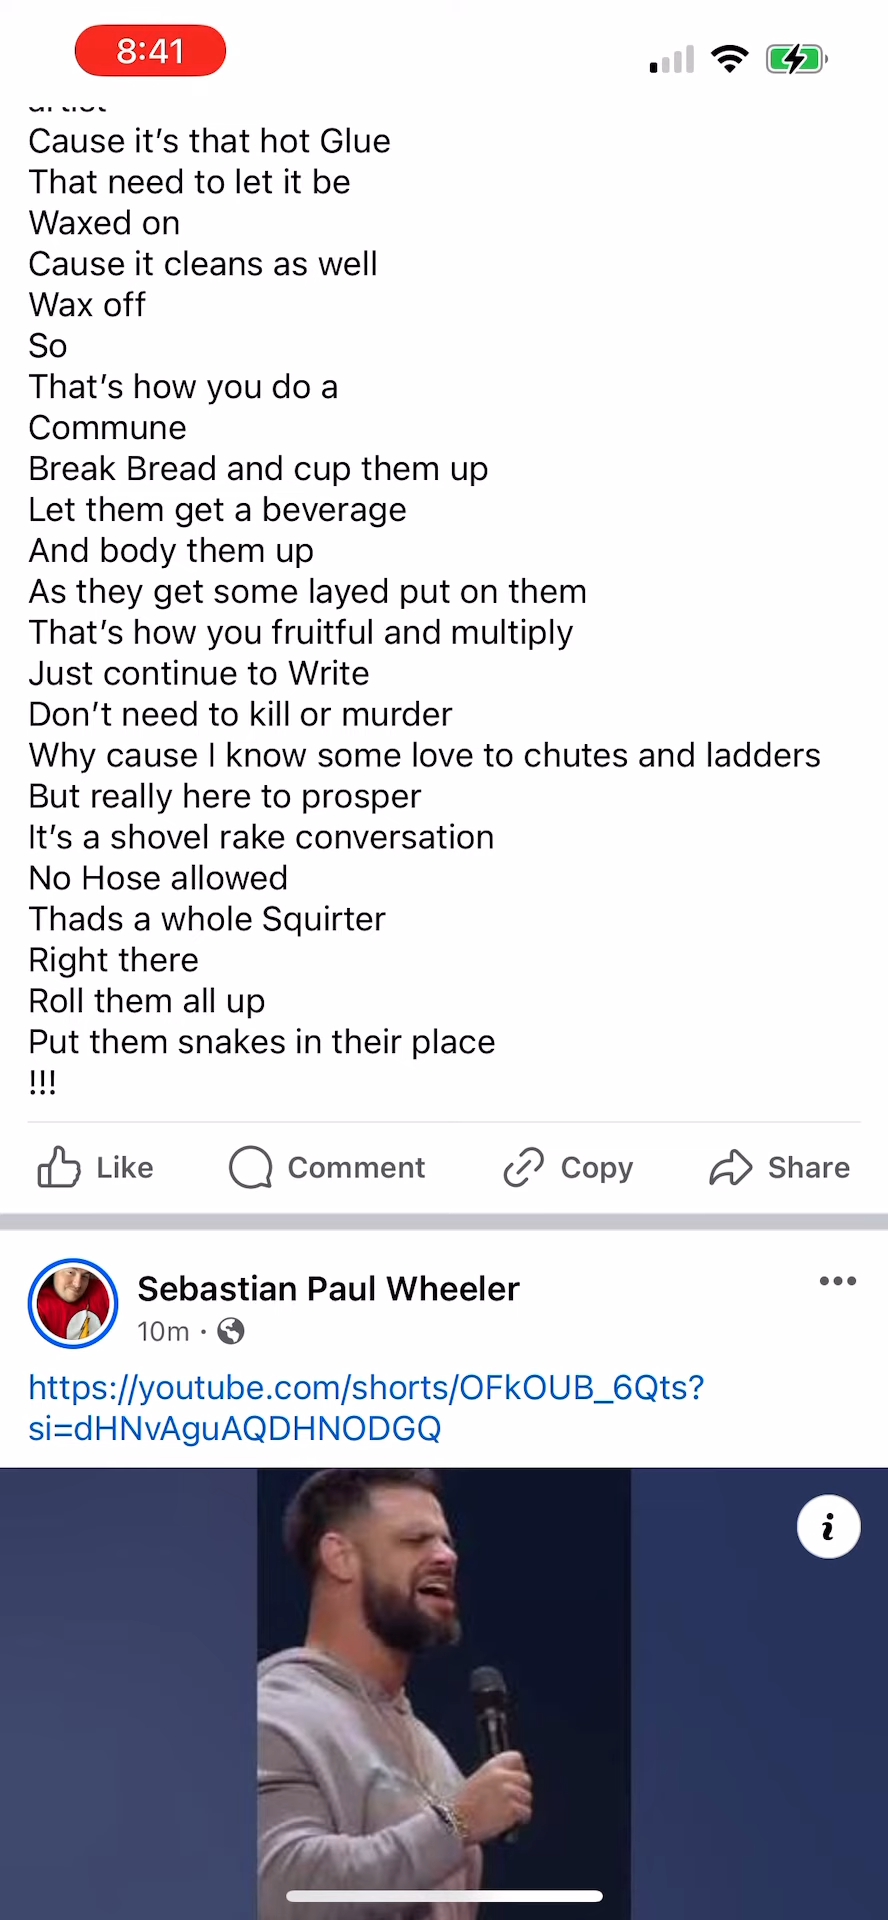 8:41
artist
Cause it's that hot Glue
That need to let it be
Waxed on
Cause it cleans as well
Wax off
So
That's how you do a
Commune
Break Bread and cup them up
Let them get a beverage
And body them up
As they get some layed put on them
That's how you fruitful and multiply
Just continue to Write
Don't need to kill or murder
Why cause I know some love to chutes and ladders
But really here to prosper
It's a shovel rake conversation
No Hose allowed
Thads a whole Squirter
Right there
Roll them all up
Put them snakes in their place
!!!
Like Comment Copy Share
Sebastian Paul Wheeler
10m ·
https://youtube.com/shorts/OFkOUB_6Qts?
si=dHNvAguAQDHNODGQ
i